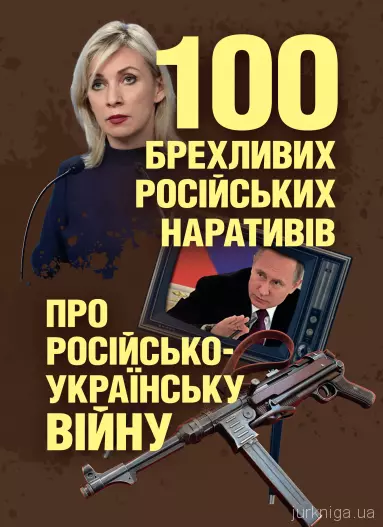 100
БРЕХЛИВИХ
РОСІЙСЬКИХ
НАРАТИВІВ
ПРО
РОСІЙСЬКО-
УКРАЇНСЬКУ
ВІЙНУ
jurkniga.ua